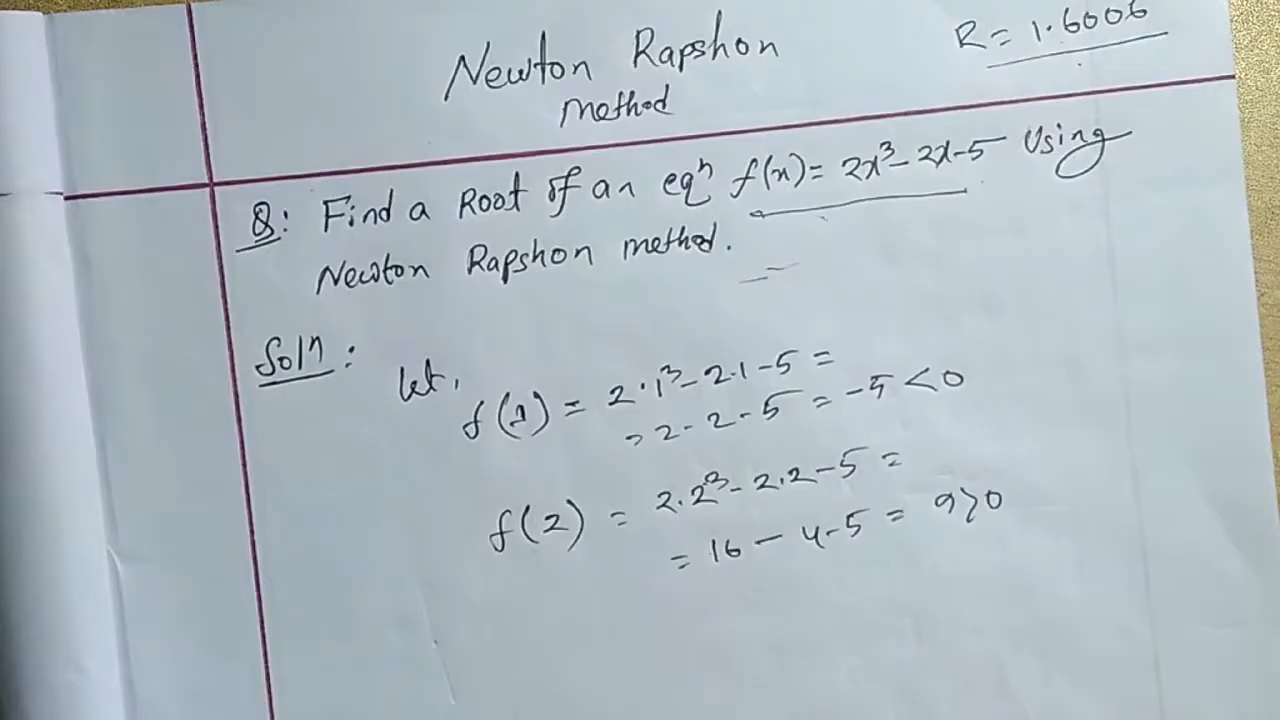 Newton Rapshon
method
R = 1.6006
Q: Find a Root of an eqⁿ f(x) = 2x³ - 2x - 5 Using
Newton Rapshon method.
Solⁿ:
let,
f(1) = 2·1³ - 2·1 - 5 =
= 2 - 2 - 5 = -5 < 0
f(2) = 2.2³ - 2.2 - 5 =
= 16 - 4 - 5 = 9 > 0